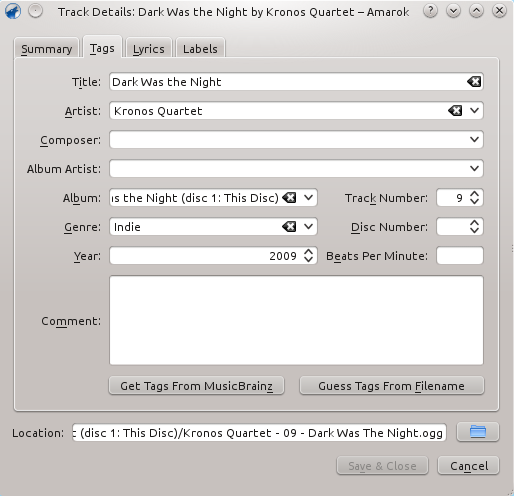 Track Details: Dark Was the Night by Kronos Quartet – Amarok
Summary Tags Lyrics Labels
Title: Dark Was the Night
Artist: Kronos Quartet
Composer:
Album Artist:
Album: as the Night (disc 1: This Disc) Track Number: 9
Genre: Indie Disc Number:
Year: 2009 Beats Per Minute:
Comment:
Get Tags From MusicBrainz Guess Tags From Filename
Location: t (disc 1: This Disc)/Kronos Quartet - 09 - Dark Was The Night.ogg
Save & Close Cancel